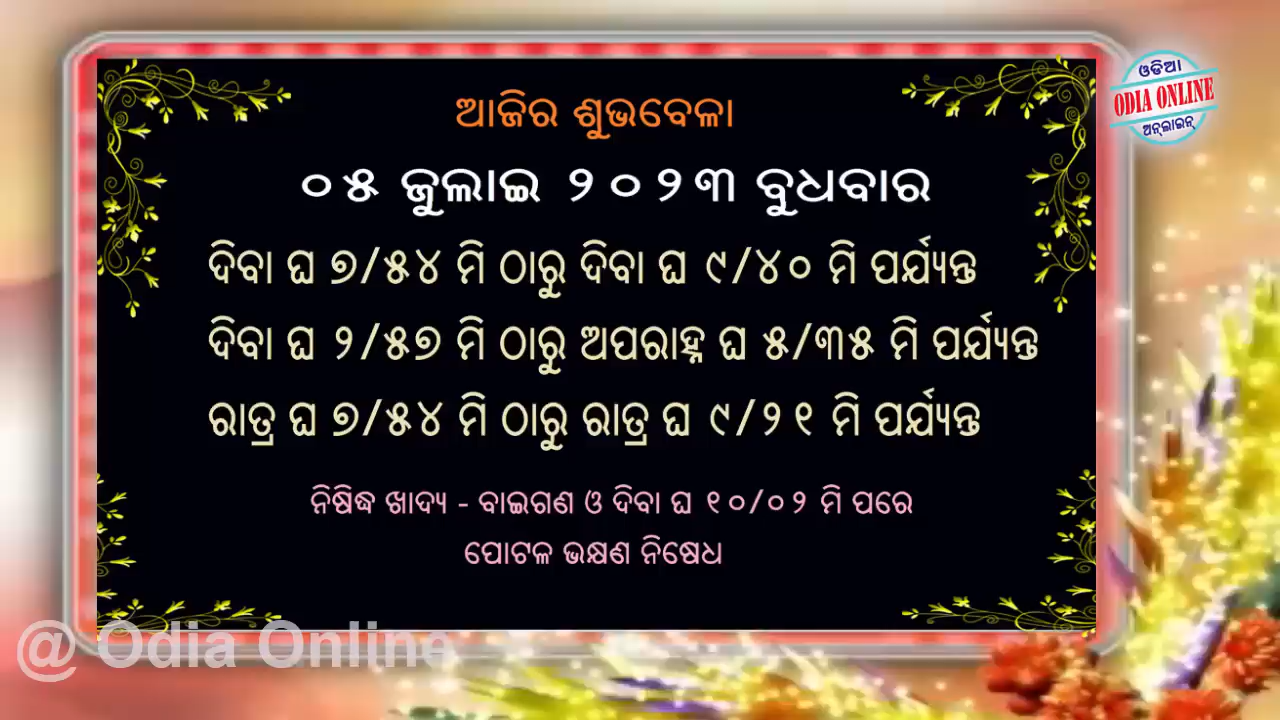 ଓଡିଆ
ODIA ONLINE
ଅନ୍‌ଲାଇନ୍
ଆଜିର ଶୁଭବେଳା
୦୫ ଜୁଲାଇ ୨୦୨୩ ବୁଧବାର
ଦିବା ଘ ୭/୫୪ ମି ଠାରୁ ଦିବା ଘ ୯/୪୦ ମି ପର୍ଯ୍ୟନ୍ତ
ଦିବା ଘ ୨/୫୭ ମି ଠାରୁ ଅପରାହ୍ନ ଘ ୫/୩୫ ମି ପର୍ଯ୍ୟନ୍ତ
ରାତ୍ର ଘ ୭/୫୪ ମି ଠାରୁ ରାତ୍ର ଘ ୯/୨୧ ମି ପର୍ଯ୍ୟନ୍ତ
ନିଷିଦ୍ଧ ଖାଦ୍ୟ - ବାଇଗଣ ଓ ଦିବା ଘ ୧୦/୦୨ ମି ପରେ
ପୋଟଳ ଭକ୍ଷଣ ନିଷେଧ
@ Odia Online